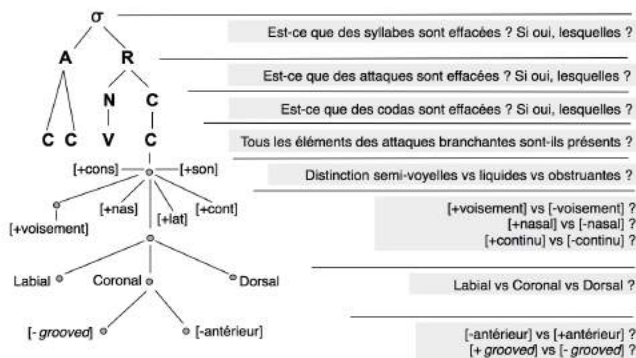 σ
Est-ce que des syllabes sont effacées ? Si oui, lesquelles ?
A R
Est-ce que des attaques sont effacées ? Si oui, lesquelles ?
N C
Est-ce que des codas sont effacées ? Si oui, lesquelles ?
C C V C
Tous les éléments des attaques branchantes sont-ils présents ?
[+cons] [+son]
Distinction semi-voyelles vs liquides vs obstruantes ?
[+nas] [+cont]
[+lat]
[+voisement]
[+voisement] vs [-voisement] ?
[+nasal] vs [-nasal] ?
[+continu] vs [-continu] ?
Labial Coronal Dorsal
Labial vs Coronal vs Dorsal ?
[- grooved] [-antérieur]
[-antérieur] vs [+antérieur] ?
[+ grooved] vs [- grooved] ?